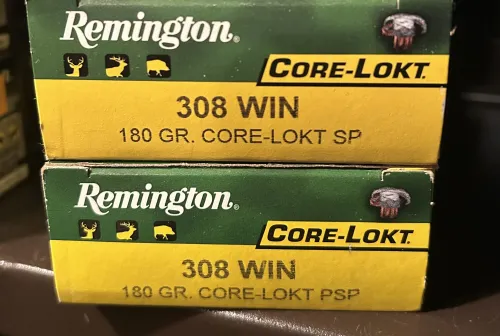 Remington®
CORE-LOKT®
308 WIN
180 GR. CORE-LOKT SP
Remington®
CORE-LOKT®
308 WIN
180 GR. CORE-LOKT PSP